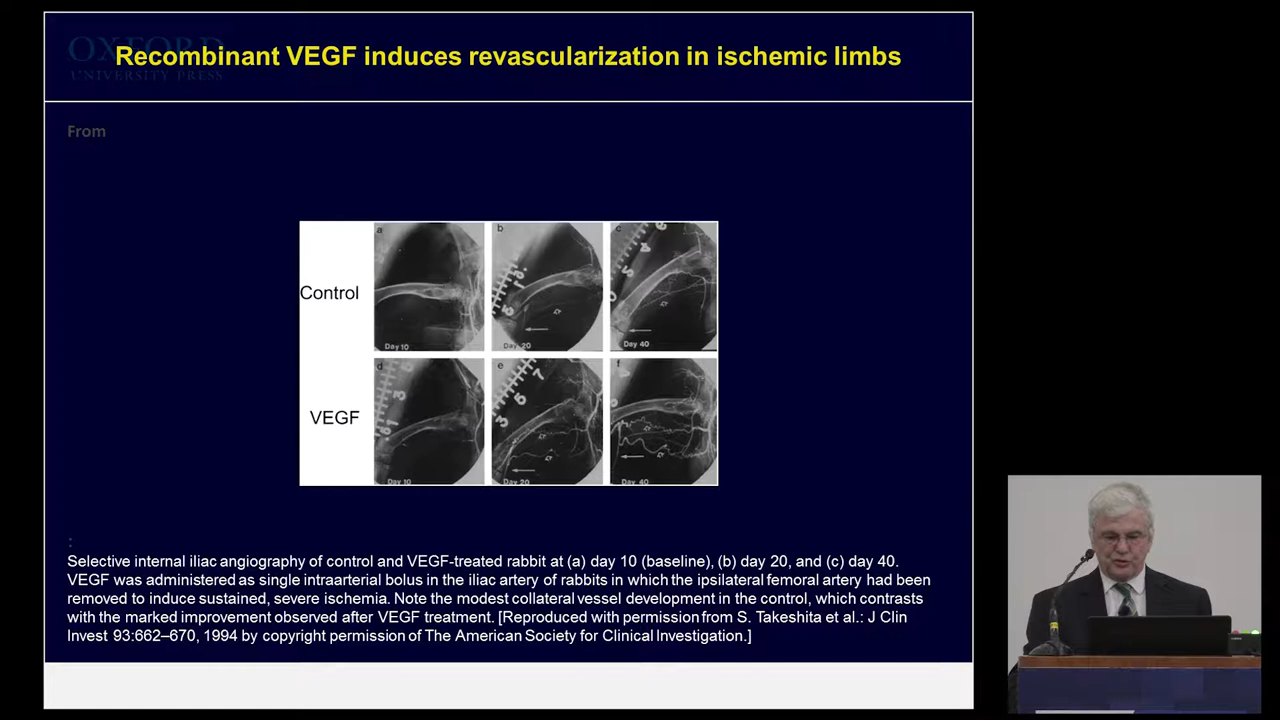 OXFORD
UNIVERSITY PRESS
Recombinant VEGF induces revascularization in ischemic limbs
From
a
b
c
Control
Day 10
Day 20
Day 40
d
e
f
VEGF
Day 10
Day 20
Day 40
:
Selective internal iliac angiography of control and VEGF-treated rabbit at (a) day 10 (baseline), (b) day 20, and (c) day 40.
VEGF was administered as single intraarterial bolus in the iliac artery of rabbits in which the ipsilateral femoral artery had been
removed to induce sustained, severe ischemia. Note the modest collateral vessel development in the control, which contrasts
with the marked improvement observed after VEGF treatment. [Reproduced with permission from S. Takeshita et al.: J Clin
Invest 93:662–670, 1994 by copyright permission of The American Society for Clinical Investigation.]